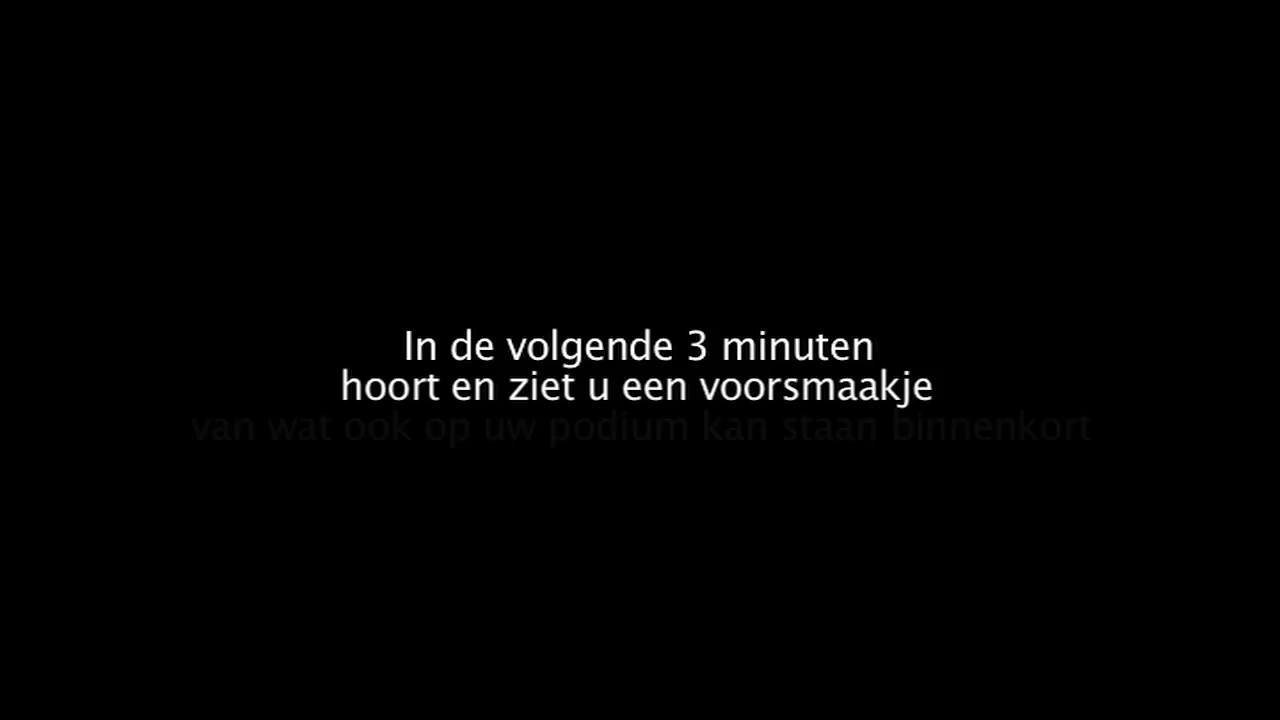 In de volgende 3 minuten
hoort en ziet u een voorsmaakje
van wat ook op uw podium kan staan binnenkort